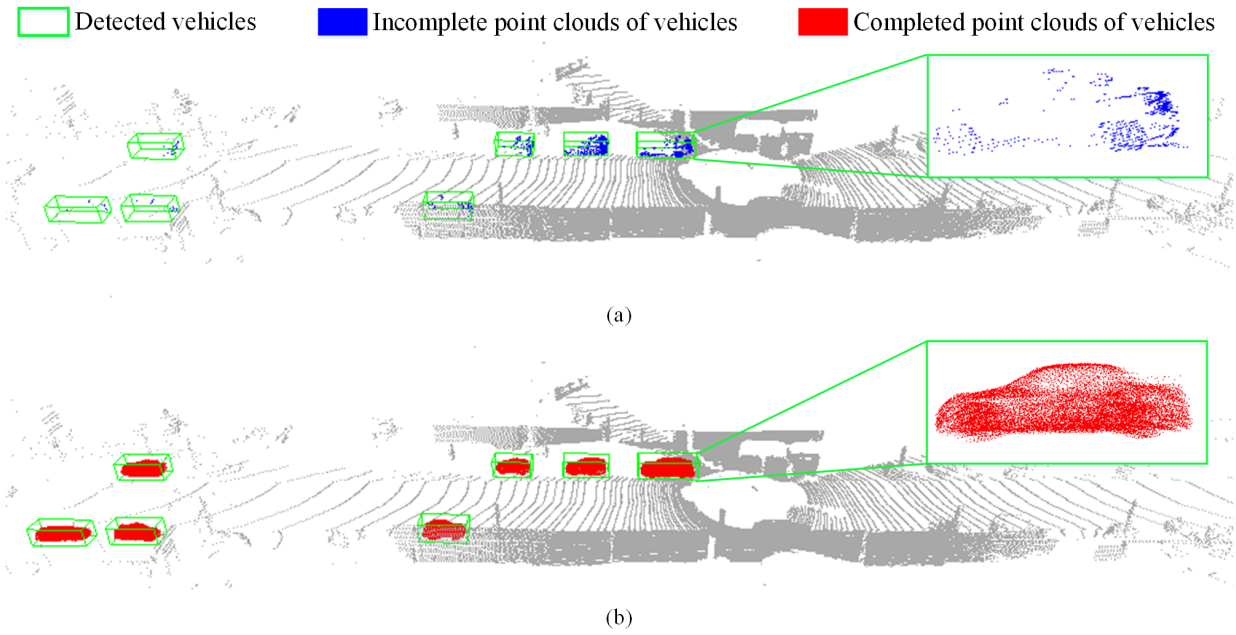 Detected vehicles
Incomplete point clouds of vehicles
Completed point clouds of vehicles
(a)
(b)